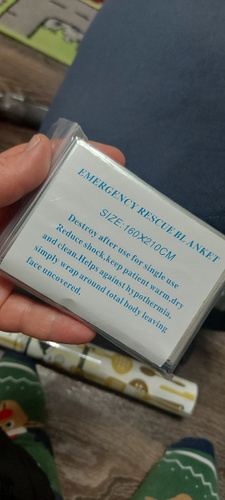 EMERGENCY RESCUE BLANKET
SIZE:160X210CM
Destroy after use for single use
Reduce shock,keep patient warm,dry
and clean.Helps against hypothermia.
simply wrap around total body leaving
face uncovered.